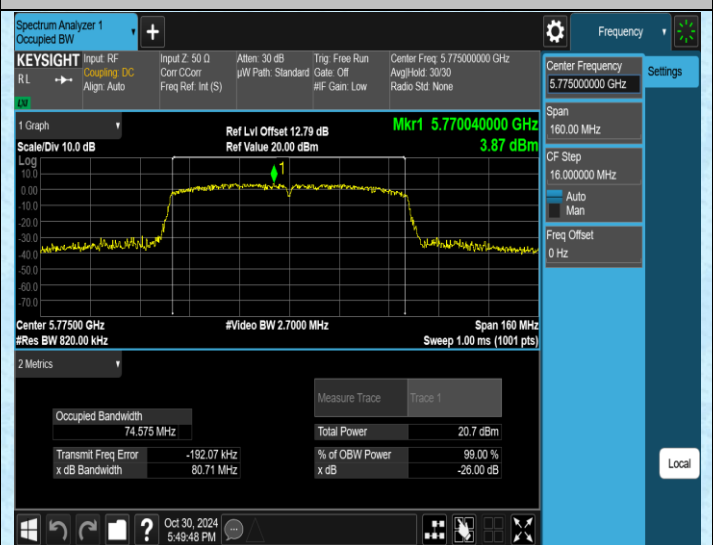 Spectrum Analyzer 1
Occupied BW
+
Frequency
KEYSIGHT
RL
LXI
Input: RF
Coupling: DC
Align: Auto
Input Z: 50 Ω
Corr CCorr
Freq Ref: Int (S)
Atten: 30 dB
µW Path: Standard
Trig: Free Run
Gate: Off
#IF Gain: Low
Center Freq: 5.775000000 GHz
Avg|Hold: 30/30
Radio Std: None
Center Frequency
5.775000000 GHz
Settings
Span
160.00 MHz
CF Step
16.000000 MHz
Auto
Man
Freq Offset
0 Hz
1 Graph
Scale/Div 10.0 dB
Ref Lvl Offset 12.79 dB
Ref Value 20.00 dBm
Mkr1 5.770040000 GHz
3.87 dBm
Log
10.0
0.00
-10.0
-20.0
-30.0
-40.0
-50.0
-60.0
-70.0
1
Center 5.77500 GHz
#Res BW 820.00 kHz
#Video BW 2.7000 MHz
Span 160 MHz
Sweep 1.00 ms (1001 pts)
2 Metrics
Measure Trace
Trace 1
Occupied Bandwidth
74.575 MHz
Total Power
20.7 dBm
Transmit Freq Error
-192.07 kHz
% of OBW Power
99.00 %
x dB Bandwidth
80.71 MHz
x dB
-26.00 dB
Local
?
Oct 30, 2024
5:49:48 PM